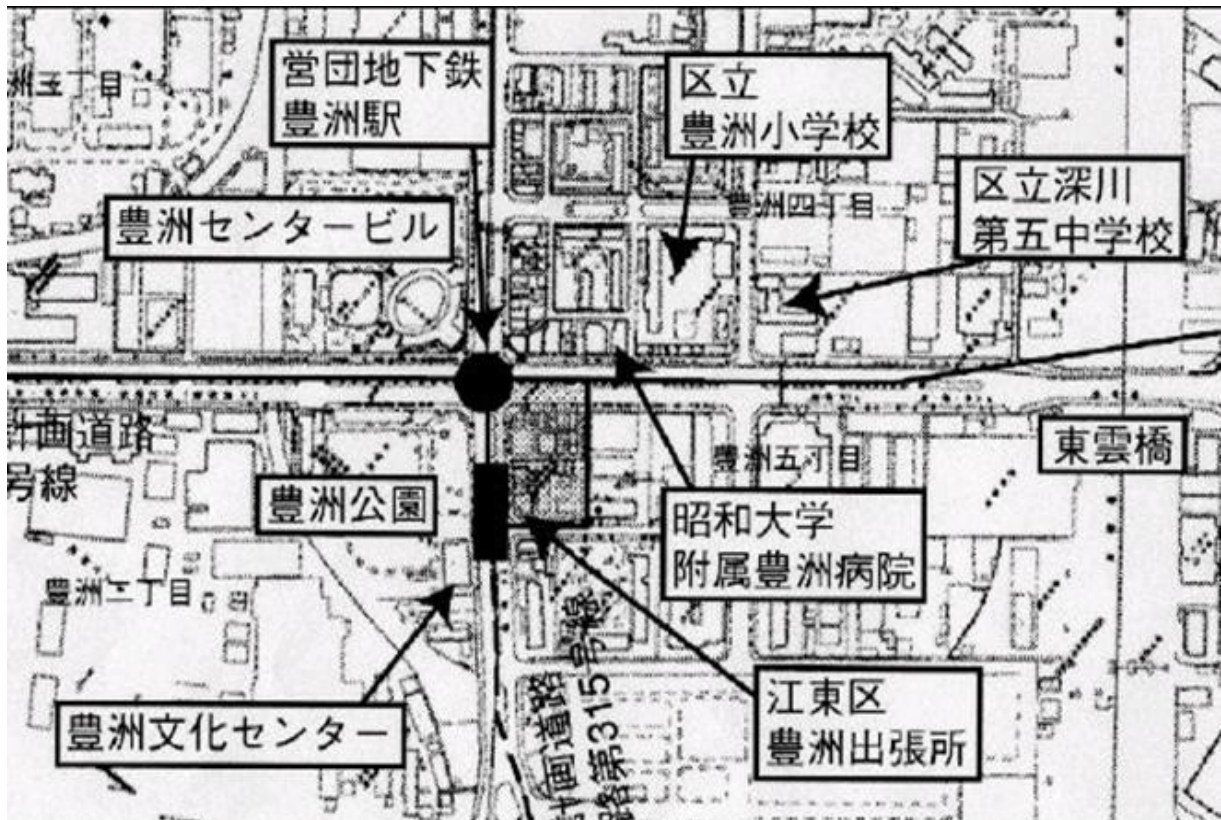 営団地下鉄
豊洲駅
区立
豊洲小学校
区立深川
第五中学校
豊洲四丁目
豊洲センタービル
計画道路
号線
豊洲公園
豊洲五丁目
東雲橋
昭和大学
附属豊洲病院
豊洲二丁目
豊洲文化センター
江東区
豊洲出張所
計画道路
路第315号線